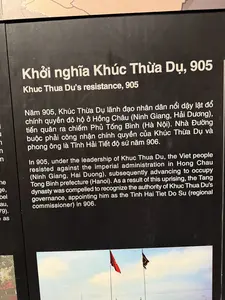 Khởi nghĩa Khúc Thừa Dụ, 905
Khuc Thua Du's resistance, 905
Năm 905, Khúc Thừa Dụ lãnh đạo nhân dân nổi dậy lật đổ
chính quyền đô hộ ở Hồng Châu (Ninh Giang, Hải Dương),
tiến quân ra chiếm Phủ Tống Bình (Hà Nội). Nhà Đường
buộc phải công nhận chính quyền của Khúc Thừa Dụ và
phong ông là Tĩnh Hải Tiết độ sứ năm 906.
In 905, under the leadership of Khuc Thua Du, the Viet people
resisted against the imperial administration in Hong Chau
(Ninh Giang, Hai Duong), subsequently advancing to occupy
Tong Binh prefecture (Hanoi). As a result of this uprising, the Tang
dynasty was compelled to recognize the authority of Khuc Thua Du's
governance, appointing him as the Tinh Hai Tiet Do Su (regional
commissioner) in 906.